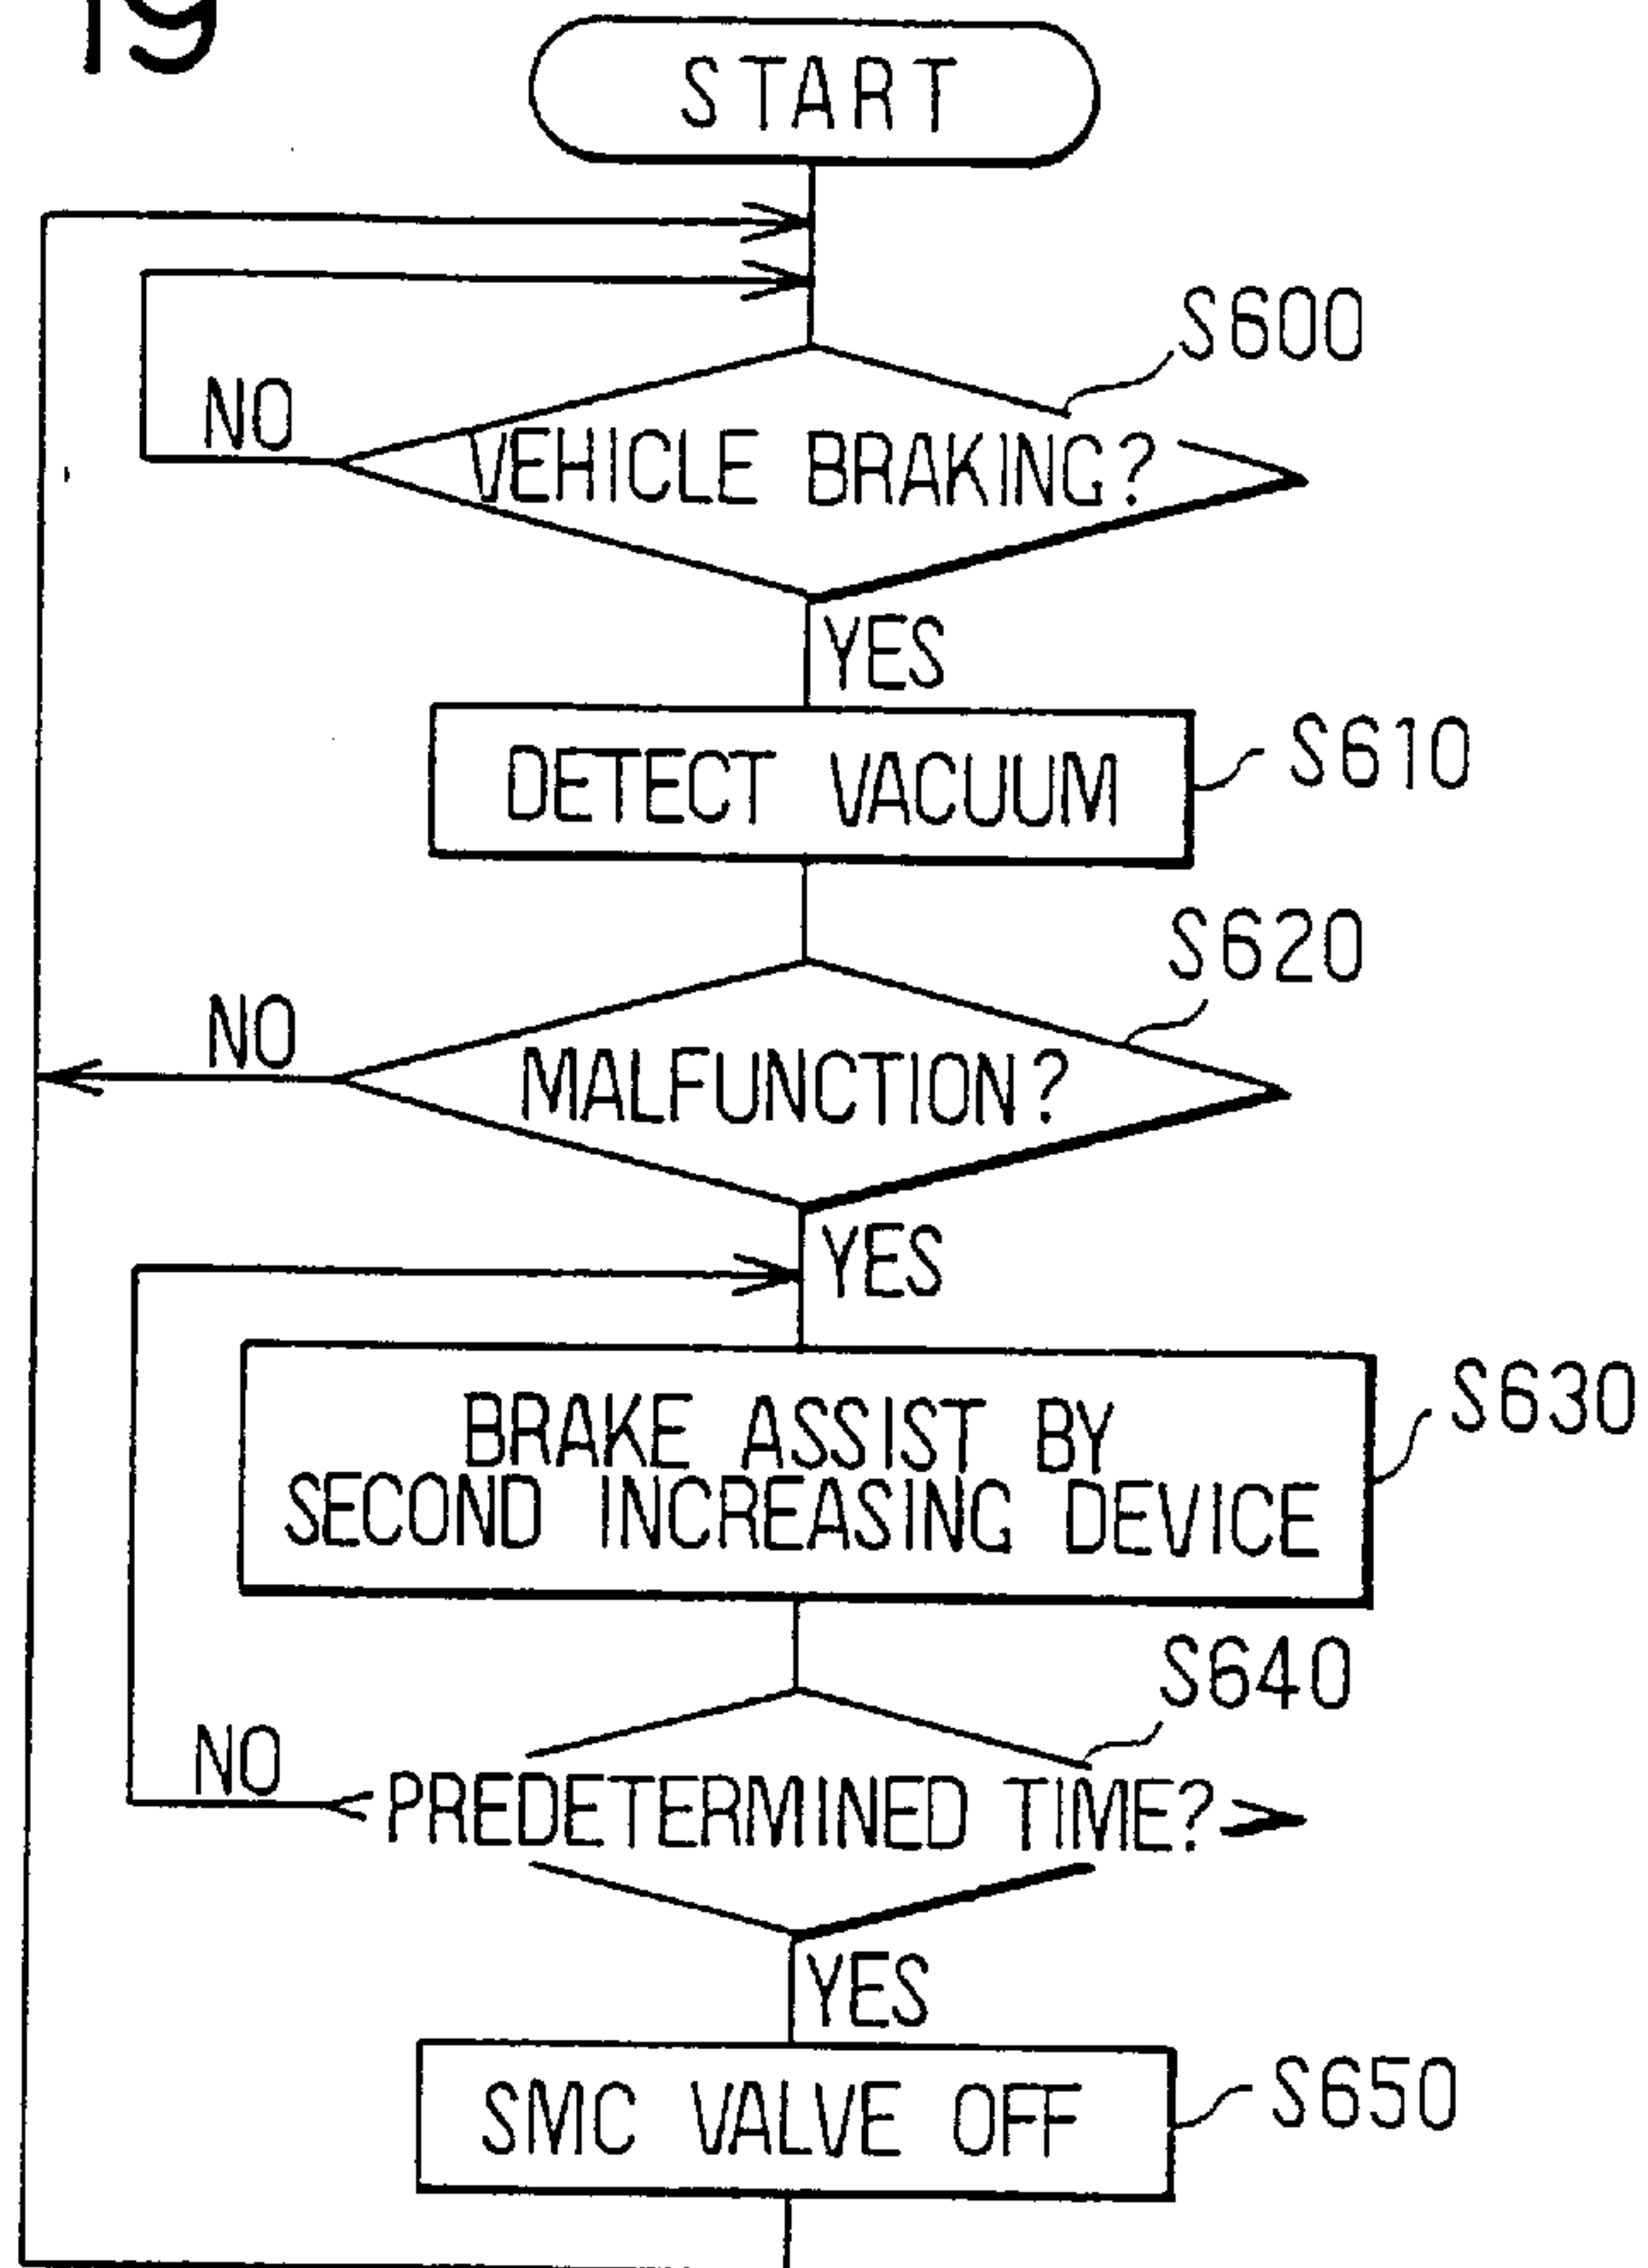 19
START
S600
NO
VEHICLE BRAKING?
YES
DETECT VACUUM
S610
S620
NO
MALFUNCTION?
YES
BRAKE ASSIST BY
SECOND INCREASING DEVICE
S630
S640
NO
PREDETERMINED TIME?
YES
SMC VALVE OFF
S650